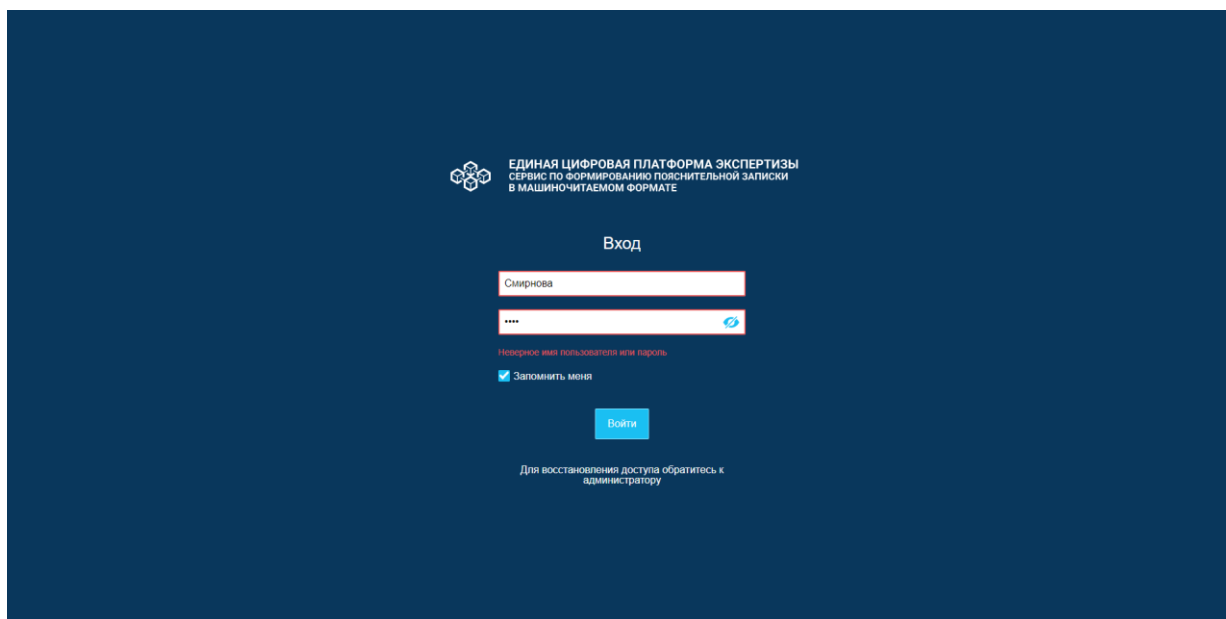 ЕДИНАЯ ЦИФРОВАЯ ПЛАТФОРМА ЭКСПЕРТИЗЫ
СЕРВИС ПО ФОРМИРОВАНИЮ ПОЯСНИТЕЛЬНОЙ ЗАПИСКИ
В МАШИНОЧИТАЕМОМ ФОРМАТЕ
Вход
Смирнова
••••
Неверное имя пользователя или пароль
Запомнить меня
Войти
Для восстановления доступа обратитесь к
администратору